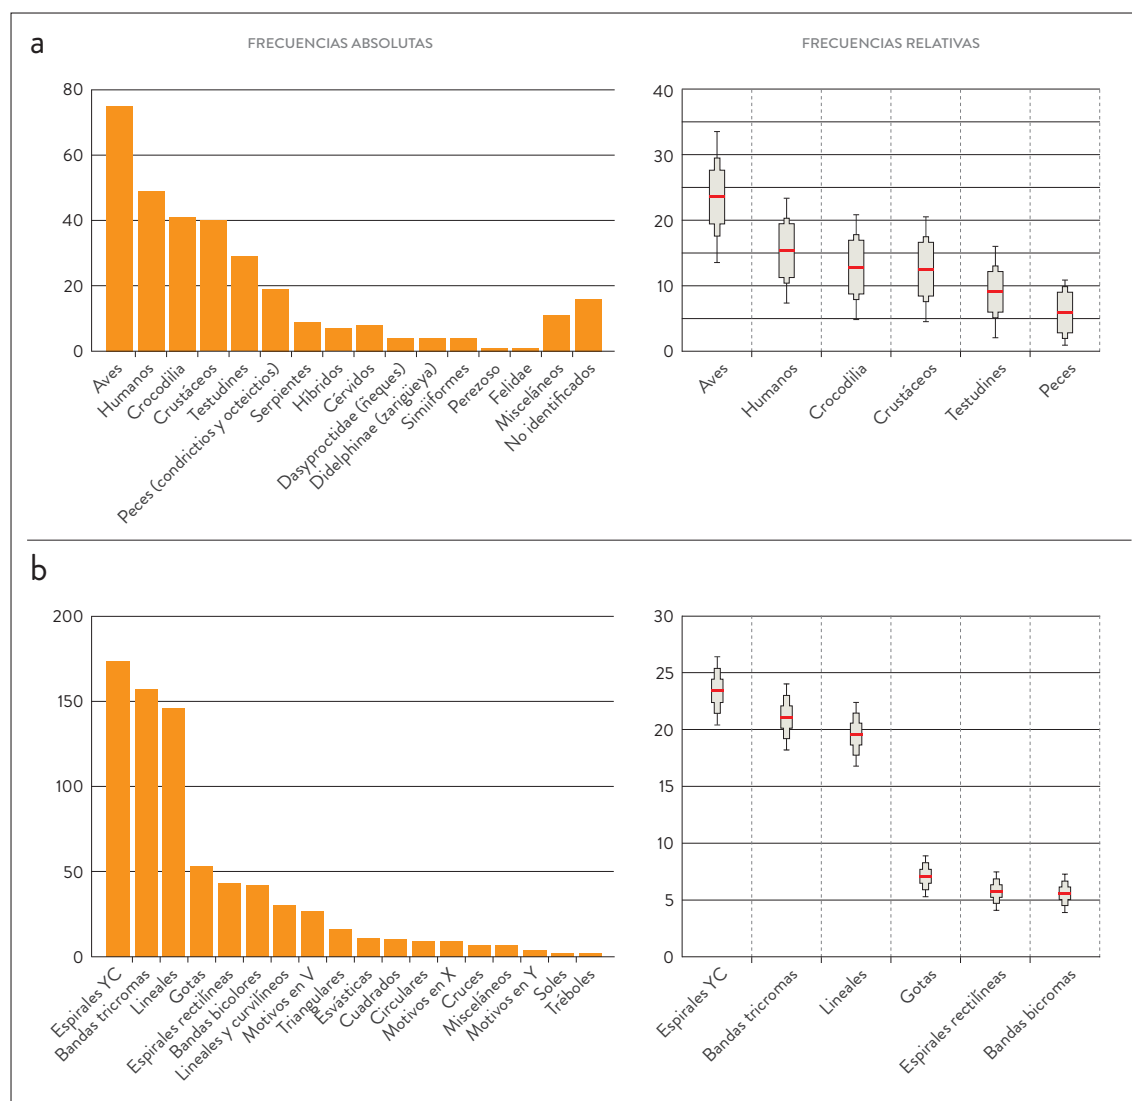 a
FRECUENCIAS ABSOLUTAS
80
60
40
20
0
Aves
Humanos
Crocodilia
Crustáceos
Testudines
Peces (condrictios y octeictios)
Serpientes
Híbridos
Cérvidos
Dasyproctidae (ñeques)
Didelphinae (zarigüeya)
Simiiformes
Perezoso
Felidae
Misceláneos
No identificados
FRECUENCIAS RELATIVAS
40
30
20
10
0
Aves
Humanos
Crocodilia
Crustáceos
Testudines
Peces
b
200
150
100
50
0
Espirales YC
Bandas tricromas
Lineales
Gotas
Espirales rectilíneas
Bandas bicolores
Lineales y curvilíneos
Motivos en V
Triangulares
Esvásticas
Cuadrados
Circulares
Motivos en X
Cruces
Misceláneos
Motivos en Y
Soles
Tréboles
30
25
20
15
10
5
0
Espirales YC
Bandas tricromas
Lineales
Gotas
Espirales rectilíneas
Bandas bicromas